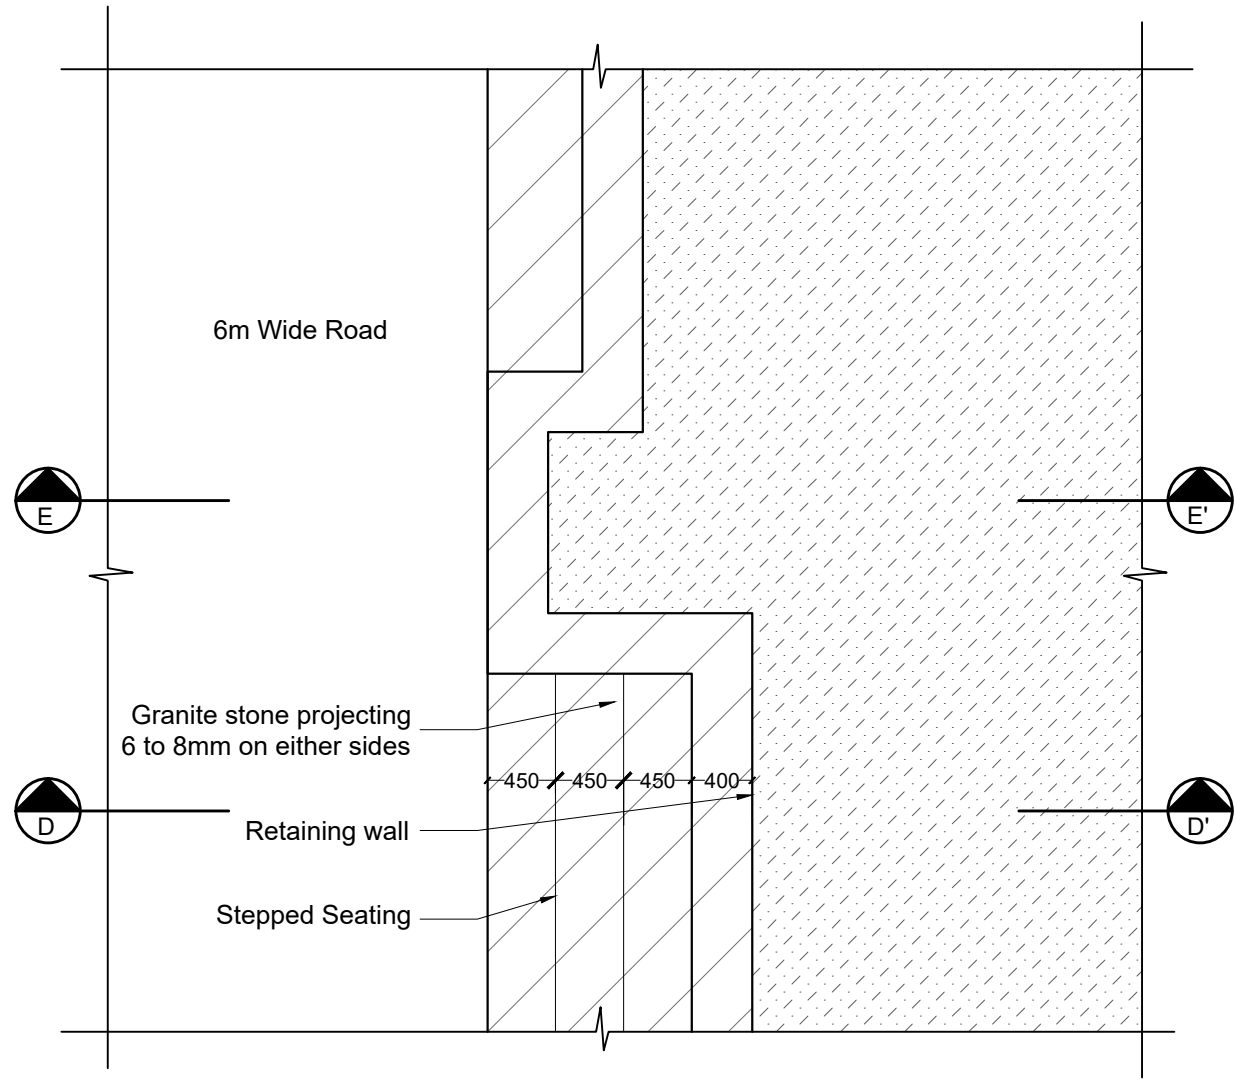 6m Wide Road
E
E'
Granite stone projecting
6 to 8mm on either sides
450 450 450 400
D
D'
Retaining wall
Stepped Seating